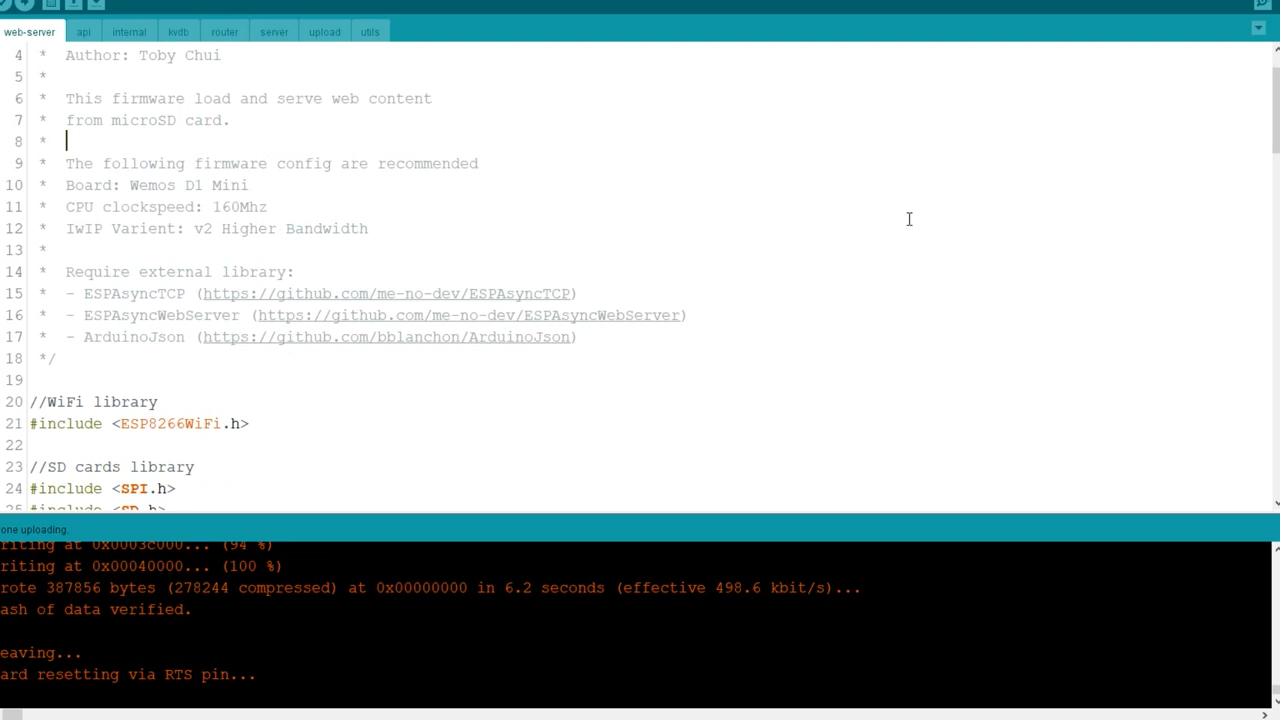 web-server api internal kvdb router server upload utils
4 * Author: Toby Chui
5 *
6 * This firmware load and serve web content
7 * from microSD card.
8 *
9 * The following firmware config are recommended
10 * Board: Wemos D1 Mini
11 * CPU clockspeed: 160Mhz
12 * IwIP Varient: v2 Higher Bandwidth
13 *
14 * Require external library:
15 * - ESPAsyncTCP (https://github.com/me-no-dev/ESPAsyncTCP)
16 * - ESPAsyncWebServer (https://github.com/me-no-dev/ESPAsyncWebServer)
17 * - ArduinoJson (https://github.com/bblanchon/ArduinoJson)
18 */
19
20 //WiFi library
21 #include <ESP8266WiFi.h>
22
23 //SD cards library
24 #include <SPI.h>
25 #include <SD.h>
one uploading.
riting at 0x0003c000... (94 %)
riting at 0x00040000... (100 %)
rote 387856 bytes (278244 compressed) at 0x00000000 in 6.2 seconds (effective 498.6 kbit/s)...
ash of data verified.
eaving...
ard resetting via RTS pin...